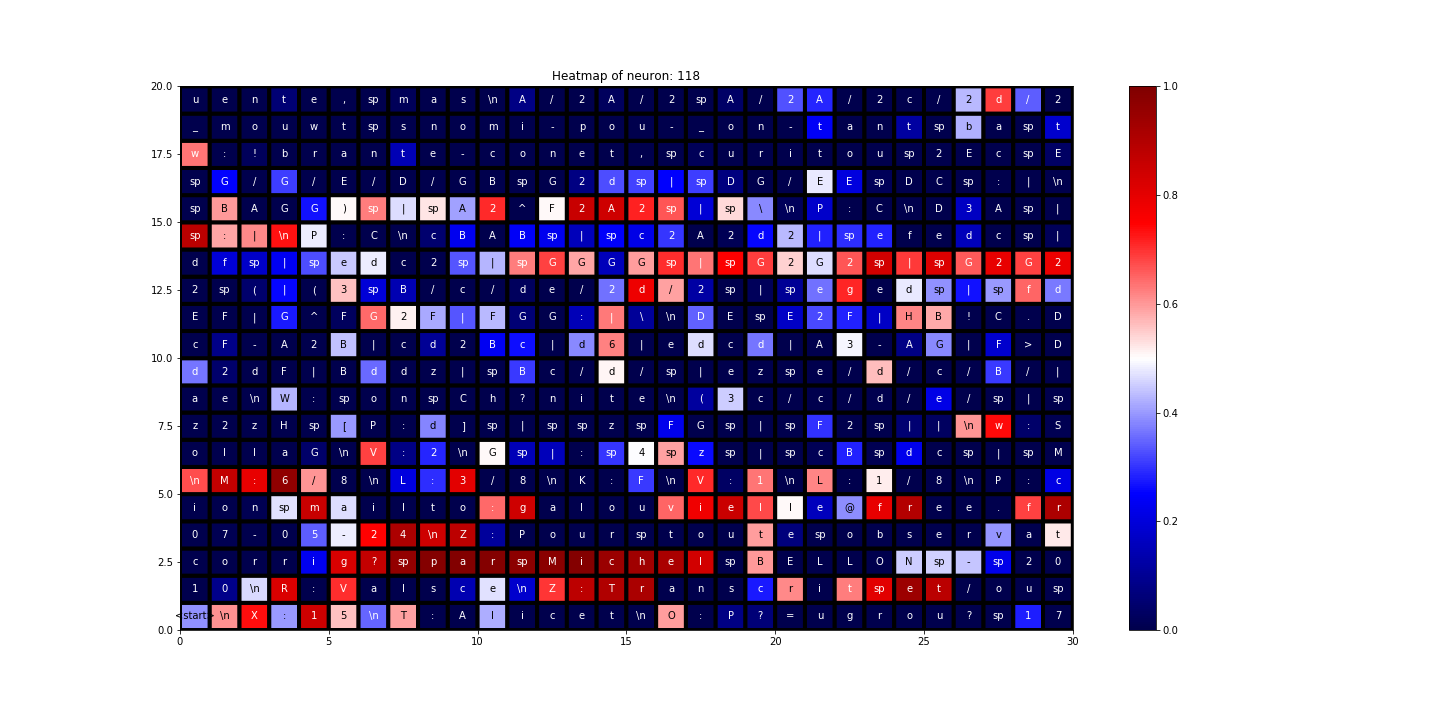 Heatmap of neuron: 118
20.0
17.5
15.0
12.5
10.0
7.5
5.0
2.5
0.0
u e n t e , sp m a s \n A / 2 A / 2 sp A / 2 A / 2 c / 2 d / 2
_ m o u w t sp s n o m i - p o u - _ o n - t a n t sp b a sp t
w : ! b r a n t e - c o n e t , sp c u r i t o u sp 2 E c sp E
sp G / G / E / D / G B sp G 2 d sp | sp D G / E E sp D C sp : | \n
sp B A G G ) sp | sp A 2 ^ F 2 A 2 sp | sp \ \n P : C \n D 3 A sp |
sp : | \n P : C \n c B A B sp | sp c 2 A 2 d 2 | sp e f e d c sp |
d f sp | sp e d c 2 sp | sp G G G G sp | sp G 2 G 2 sp | sp G 2 G 2
2 sp ( | ( 3 sp B / c / d e / 2 d / 2 sp | sp e g e d sp | sp f d
E F | G ^ F G 2 F | F G G : | \ \n D E sp E 2 F | H B ! C . D
c F - A 2 B | c d 2 B c | d 6 | e d c d | A 3 - A G | F > D
d 2 d F | B d d z | sp B c / d / sp | e z sp e / d / c / B / |
a e \n W : sp o n sp C h ? n i t e \n ( 3 c / c / d / e / sp | sp
z 2 z H sp [ P : d ] sp | sp sp z sp F G sp | sp F 2 sp | | \n w : S
o l l a G \n V : 2 \n G sp | : sp 4 sp z sp | sp c B sp d c sp | sp M
\n M : 6 / 8 \n L : 3 / 8 \n K : F \n V : 1 \n L : 1 / 8 \n P : c
i o n sp m a i l t o : g a l o u v i e l l e @ f r e e . f r
0 7 - 0 5 - 2 4 \n Z : P o u r sp t o u t e sp o b s e r v a t
c o r r i g ? sp p a r sp M i c h e l sp B E L L O N sp - sp 2 0
1 0 \n R : V a l s c e \n Z : T r a n s c r i t sp e t / o u sp
<start> \n X : 1 5 \n T : A l i c e t \n O : P ? = u g r o u ? sp 1 7
0 5 10 15 20 25 30
1.0
0.8
0.6
0.4
0.2
0.0